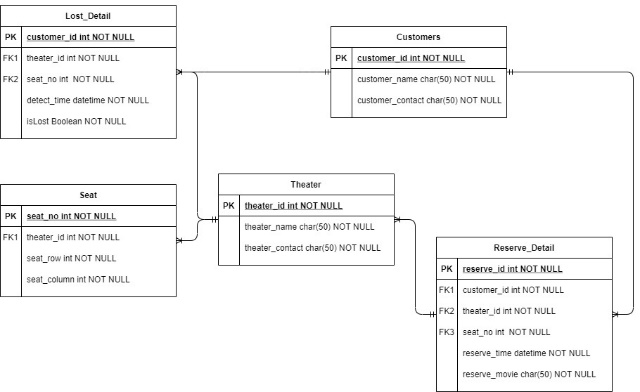 Lost_Detail
PK customer_id int NOT NULL
FK1 theater_id int NOT NULL
FK2 seat_no int NOT NULL
detect_time datetime NOT NULL
isLost Boolean NOT NULL
Customers
PK customer_id int NOT NULL
customer_name char(50) NOT NULL
customer_contact char(50) NOT NULL
Seat
PK seat_no int NOT NULL
FK1 theater_id int NOT NULL
seat_row int NOT NULL
seat_column int NOT NULL
Theater
PK theater_id int NOT NULL
theater_name char(50) NOT NULL
theater_contact char(50) NOT NULL
Reserve_Detail
PK reserve_id int NOT NULL
FK1 customer_id int NOT NULL
FK2 theater_id int NOT NULL
FK3 seat_no int NOT NULL
reserve_time datetime NOT NULL
reserve_movie char(50) NOT NULL